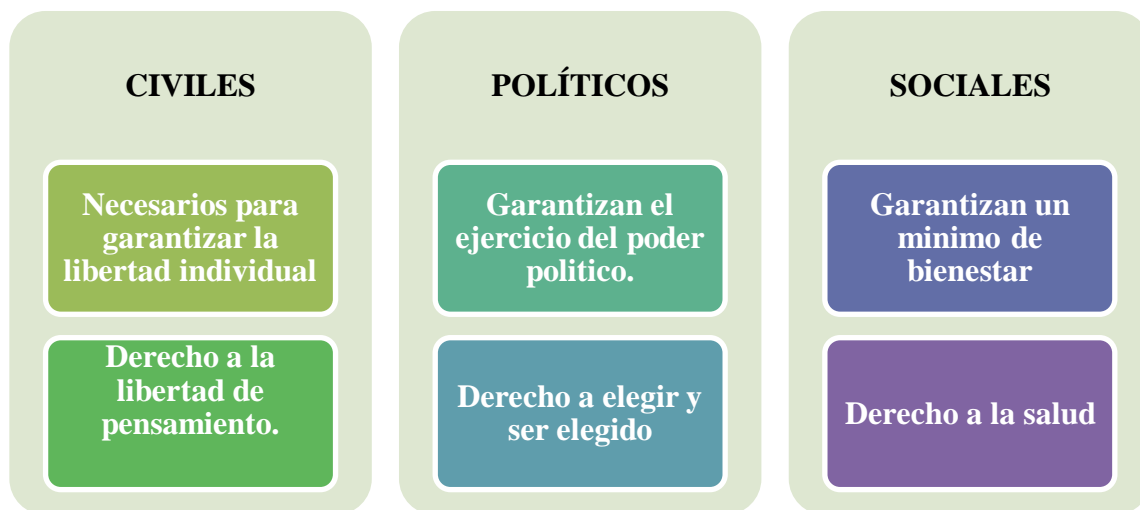 CIVILES
Necesarios para
garantizar la
libertad individual
Derecho a la
libertad de
pensamiento.
POLÍTICOS
Garantizan el
ejercicio del poder
politico.
Derecho a elegir y
ser elegido
SOCIALES
Garantizan un
minimo de
bienestar
Derecho a la salud